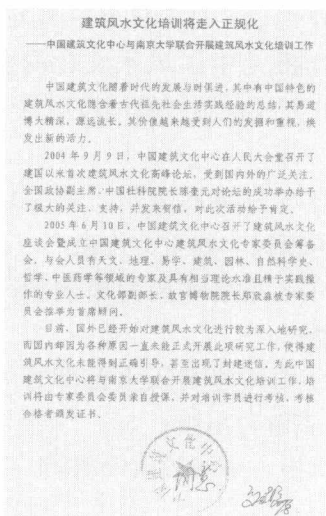 建筑风水文化培训将走入正规化
——中国建筑文化中心与南京大学联合开展建筑风水文化培训工作
中国建筑文化随着时代的发展与时俱进,其中有中国特色的
建筑风水文化隐含着古代祖先社会生活实践经验的总结,其易道
博大精深,源远流长。其价值越来越受到人们的发掘和重视,焕
发出新的活力。
2004年9月9日,中国建筑文化中心在人民大会堂召开了
建国以来首次建筑风水文化高峰论坛,受到国内外的广泛关注,
全国政协副主席、中国社科院院长陈奎元对论坛的成功举办给予
了很大的关注、支持,并发来贺信,对此次活动给予肯定。
2005年6月10日,中国建筑文化中心召开了建筑风水文化
座谈会暨成立中国建筑文化中心建筑风水文化专家委员会筹备
会。与会人员有天文、地理、易学、建筑、园林、自然科学史、
哲学、中医药学等领域的专家及具有相当理论水准且精于实践操
作的专业人士。文化部副部长、故宫博物院院长郑欣淼被专家委
员会推举为首席顾问。
目前,国外已经开始对建筑风水文化进行较为深入地研究,
而国内却因为各种原因一直未能正式开展此项研究工作,使得建
筑风水文化未能得到正确引导,甚至出现了封建迷信。为此中国
建筑文化中心将与南京大学联合开展建筑风水文化培训工作,培
训将由专家委员会委员亲自授课,并对培训学员进行考核,考核
合格者颁发证书。